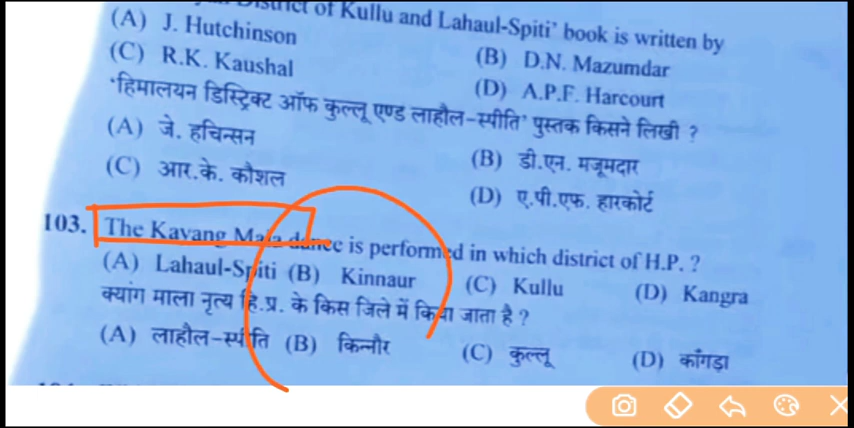 of Kullu and Lahaul-Spiti' book is written by
(A) J. Hutchinson
(B) D.N. Mazumdar
(C) R.K. Kaushal
(D) A.P.F. Harcourt
'हिमालयन डिस्ट्रिक्ट ऑफ कुल्लू एण्ड लाहौल-स्पीति' पुस्तक किसने लिखी ?
(A) जे. हचिन्सन
(B) डी.एन. मजूमदार
(C) आर.के. कौशल
(D) ए.पी.एफ. हारकोर्ट
103. The Kayang Mala dance is performed in which district of H.P. ?
(A) Lahaul-Spiti (B) Kinnaur (C) Kullu (D) Kangra
क्यांग माला नृत्य हि.प्र. के किस जिले में किया जाता है ?
(A) लाहौल-स्पीति (B) किन्नौर (C) कुल्लू (D) काँगड़ा